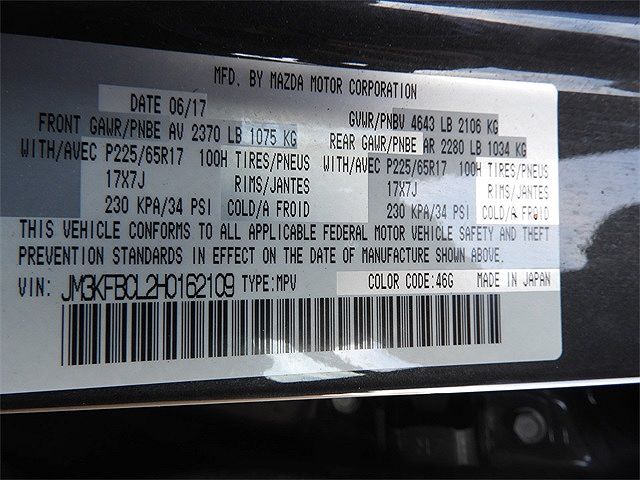 MFD. BY MAZDA MOTOR CORPORATION
DATE 06/17 GVWR/PNBV 4643 LB 2106 KG
FRONT GAWR/PNBE AV 2370 LB 1075 KG REAR GAWR/PNBE AR 2280 LB 1034 KG
WITH/AVEC P225/65R17 100H TIRES/PNEUS WITH/AVEC P225/65R17 100H TIRES/PNEUS
17X7J RIMS/JANTES 17X7J RIMS/JANTES
230 KPA/34 PSI COLD/A FROID 230 KPA/34 PSI COLD/A FROID
THIS VEHICLE CONFORMS TO ALL APPLICABLE FEDERAL MOTOR VEHICLE SAFETY AND THEFT
PREVENTION STANDARDS IN EFFECT ON THE DATE OF MANUFACTURE SHOWN ABOVE.
VIN: JM3KFBCL2H0162109 TYPE:MPV COLOR CODE:46G MADE IN JAPAN